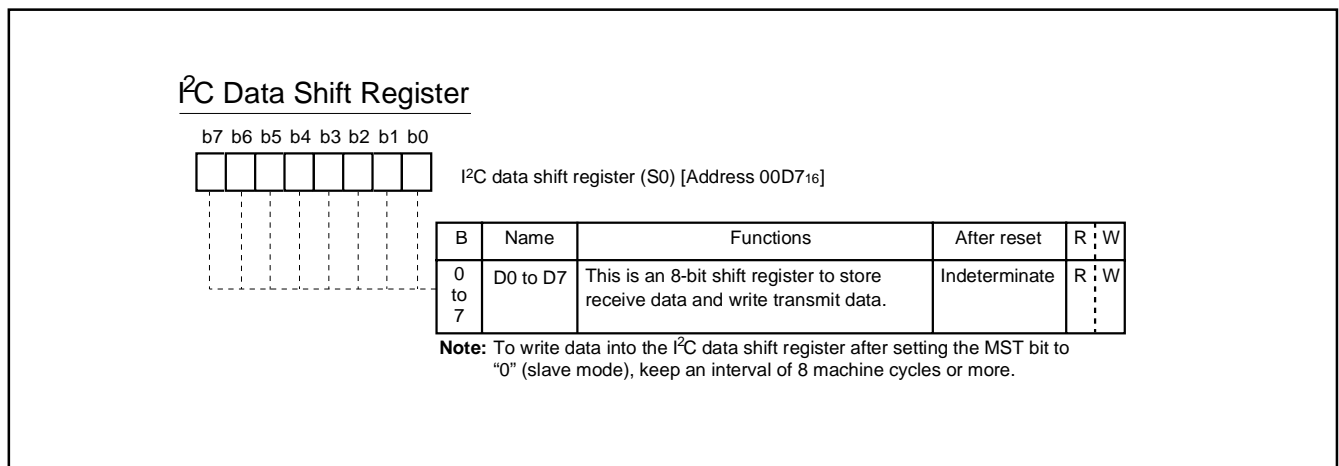 I²C Data Shift Register
b7 b6 b5 b4 b3 b2 b1 b0
I²C data shift register (S0) [Address 00D7₁₆]
B Name Functions After reset R W
0 to 7 D0 to D7 This is an 8-bit shift register to store Indeterminate R W
receive data and write transmit data.
Note: To write data into the I²C data shift register after setting the MST bit to
“0” (slave mode), keep an interval of 8 machine cycles or more.